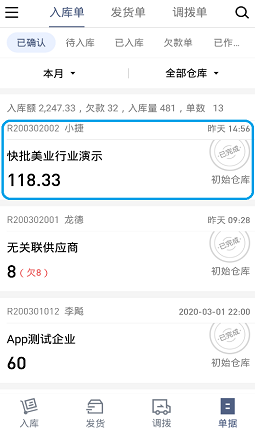 入库单 发货单 调拨单
已确认 待入库 已入库 欠款单 已作...
本月 全部仓库
入库额 2,247.33，欠款 32，入库量 481，单数 13
R200302002 小捷 昨天 14:56
快批美业行业演示 已完成
118.33 初始仓库
R200302001 龙德 昨天 09:28
无关联供应商 已完成
8（欠8） 初始仓库
R200301012 李飚 2020-03-01 22:00
App测试企业 已完成
60 初始仓库
入库 发货 调拨 单据